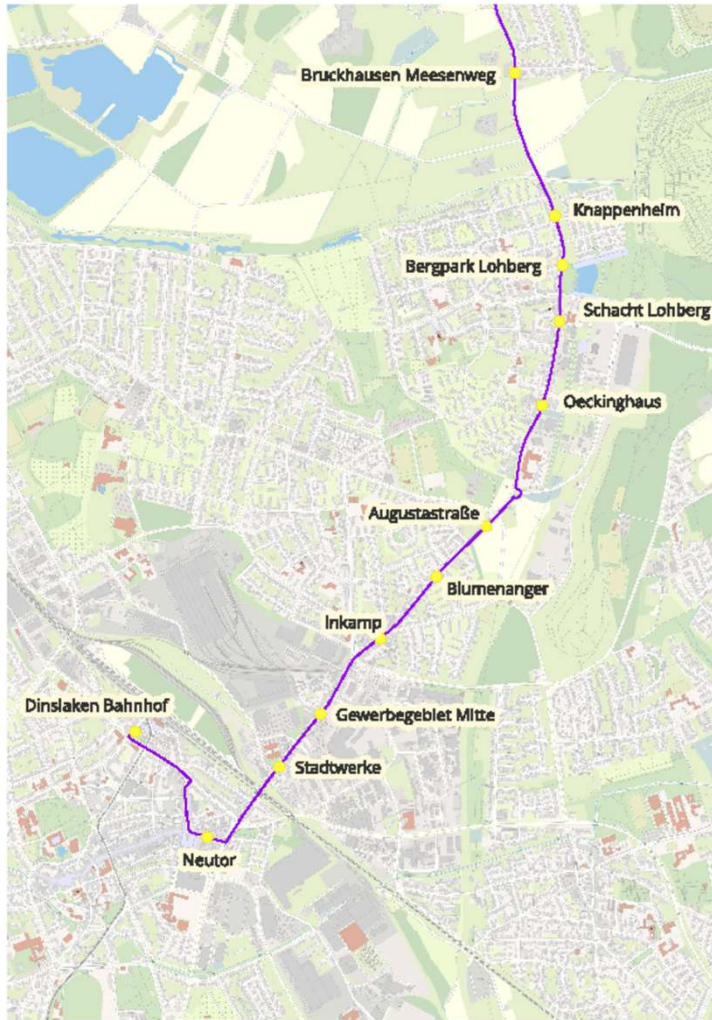 Bruckhausen Meesenweg
Knappenheim
Bergpark Lohberg
Schacht Lohberg
Oeckinghaus
Augustastraße
Blumenanger
Inkamp
Dinslaken Bahnhof
Gewerbegebiet Mitte
Stadtwerke
Neutor